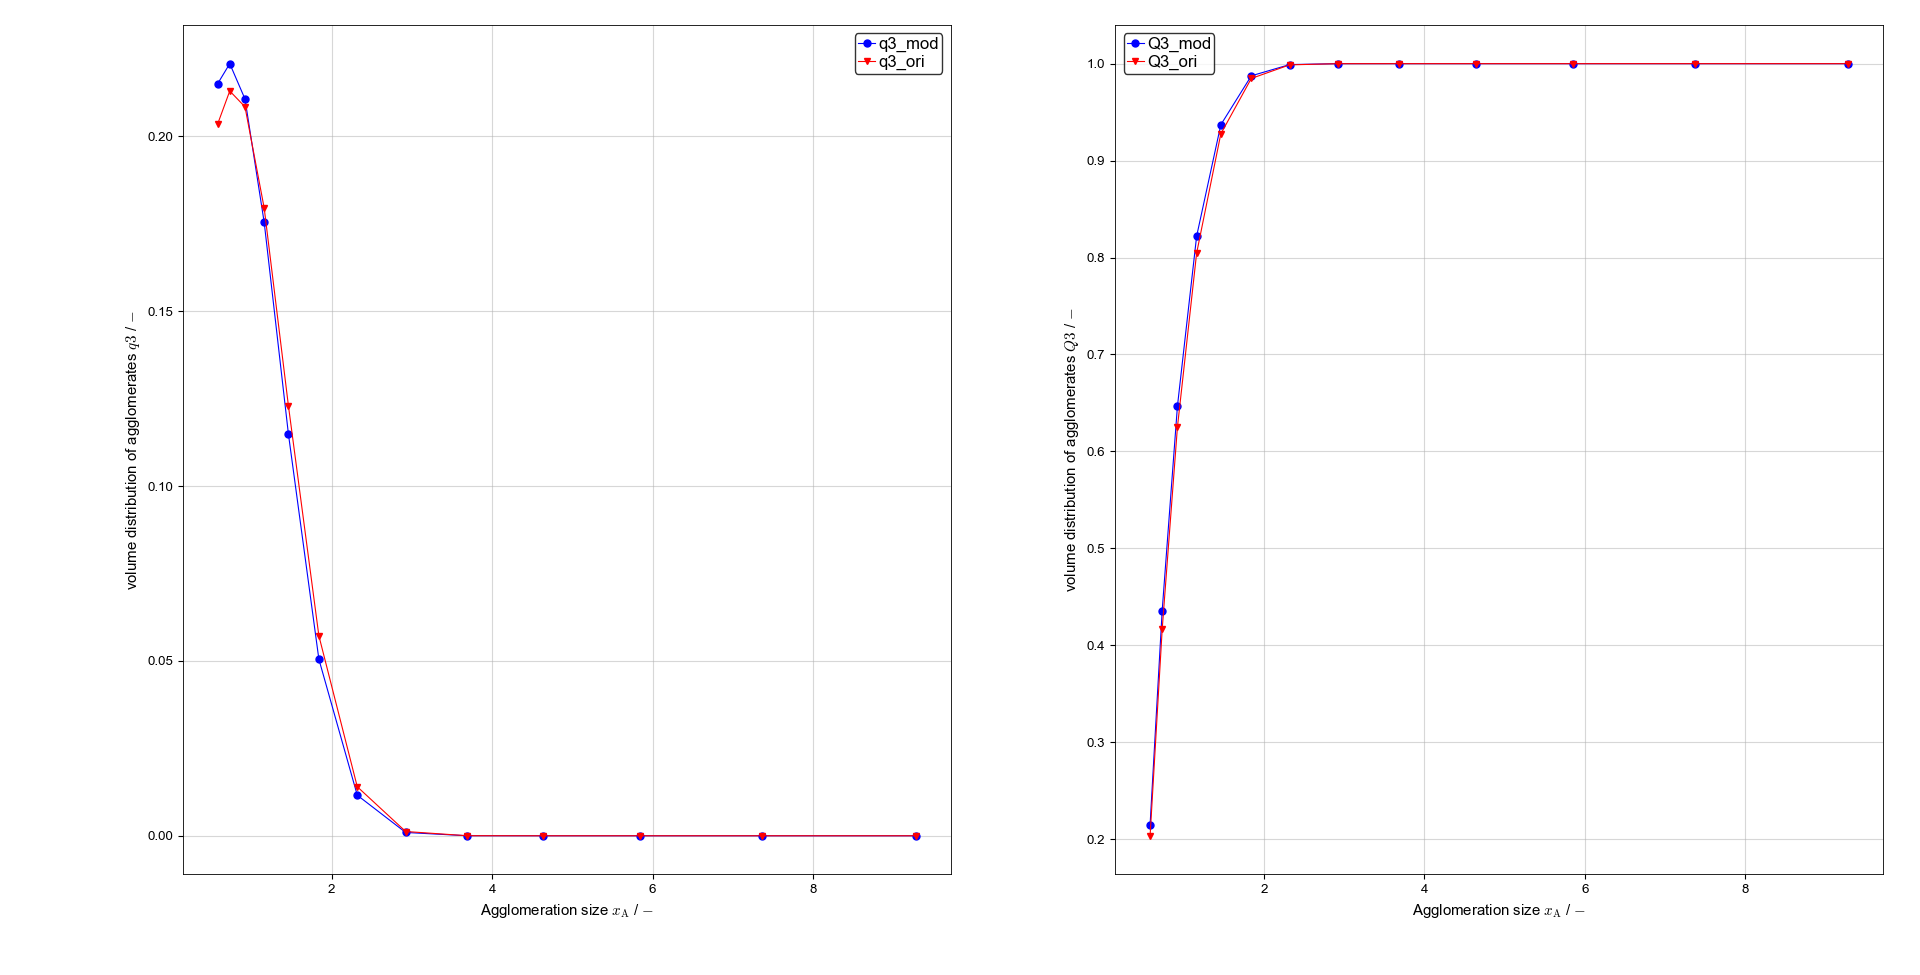 q3_mod
q3_ori
0.20
0.15
0.10
0.05
0.00
volume distribution of agglomerates q3 / −
2 4 6 8
Agglomeration size x_A / −
Q3_mod
Q3_ori
1.0
0.9
0.8
0.7
0.6
0.5
0.4
0.3
0.2
volume distribution of agglomerates Q3 / −
2 4 6 8
Agglomeration size x_A / −